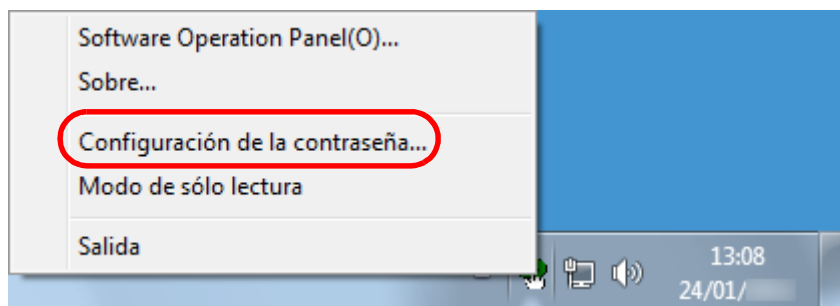 Software Operation Panel(O)...
Sobre...
Configuración de la contraseña...
Modo de sólo lectura
Salida
13:08
24/01/